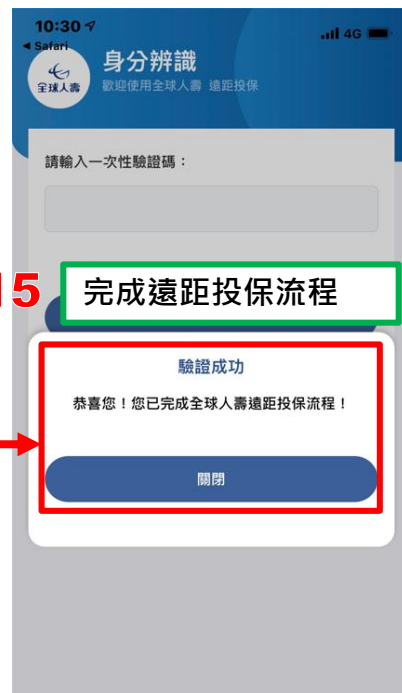 10:30
4G
Safari
身分辨識
全球人壽
歡迎使用全球人壽 遠距投保
請輸入一次性驗證碼：
15
完成遠距投保流程
驗證成功
恭喜您！您已完成全球人壽遠距投保流程！
關閉